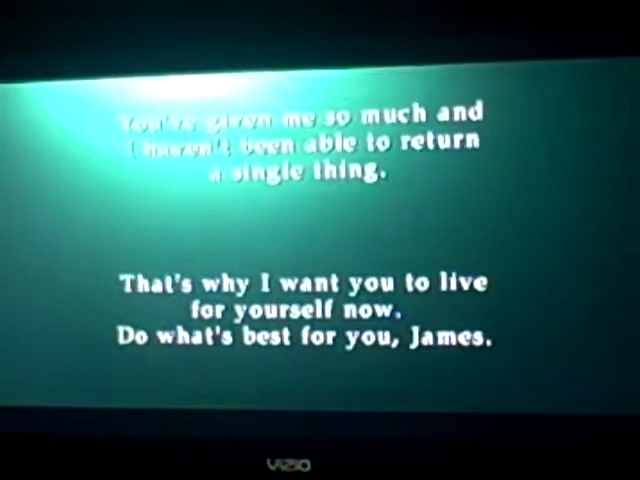 You've given me so much and
I haven't been able to return
a single thing.
That's why I want you to live
for yourself now.
Do what's best for you, James.
VIZIO